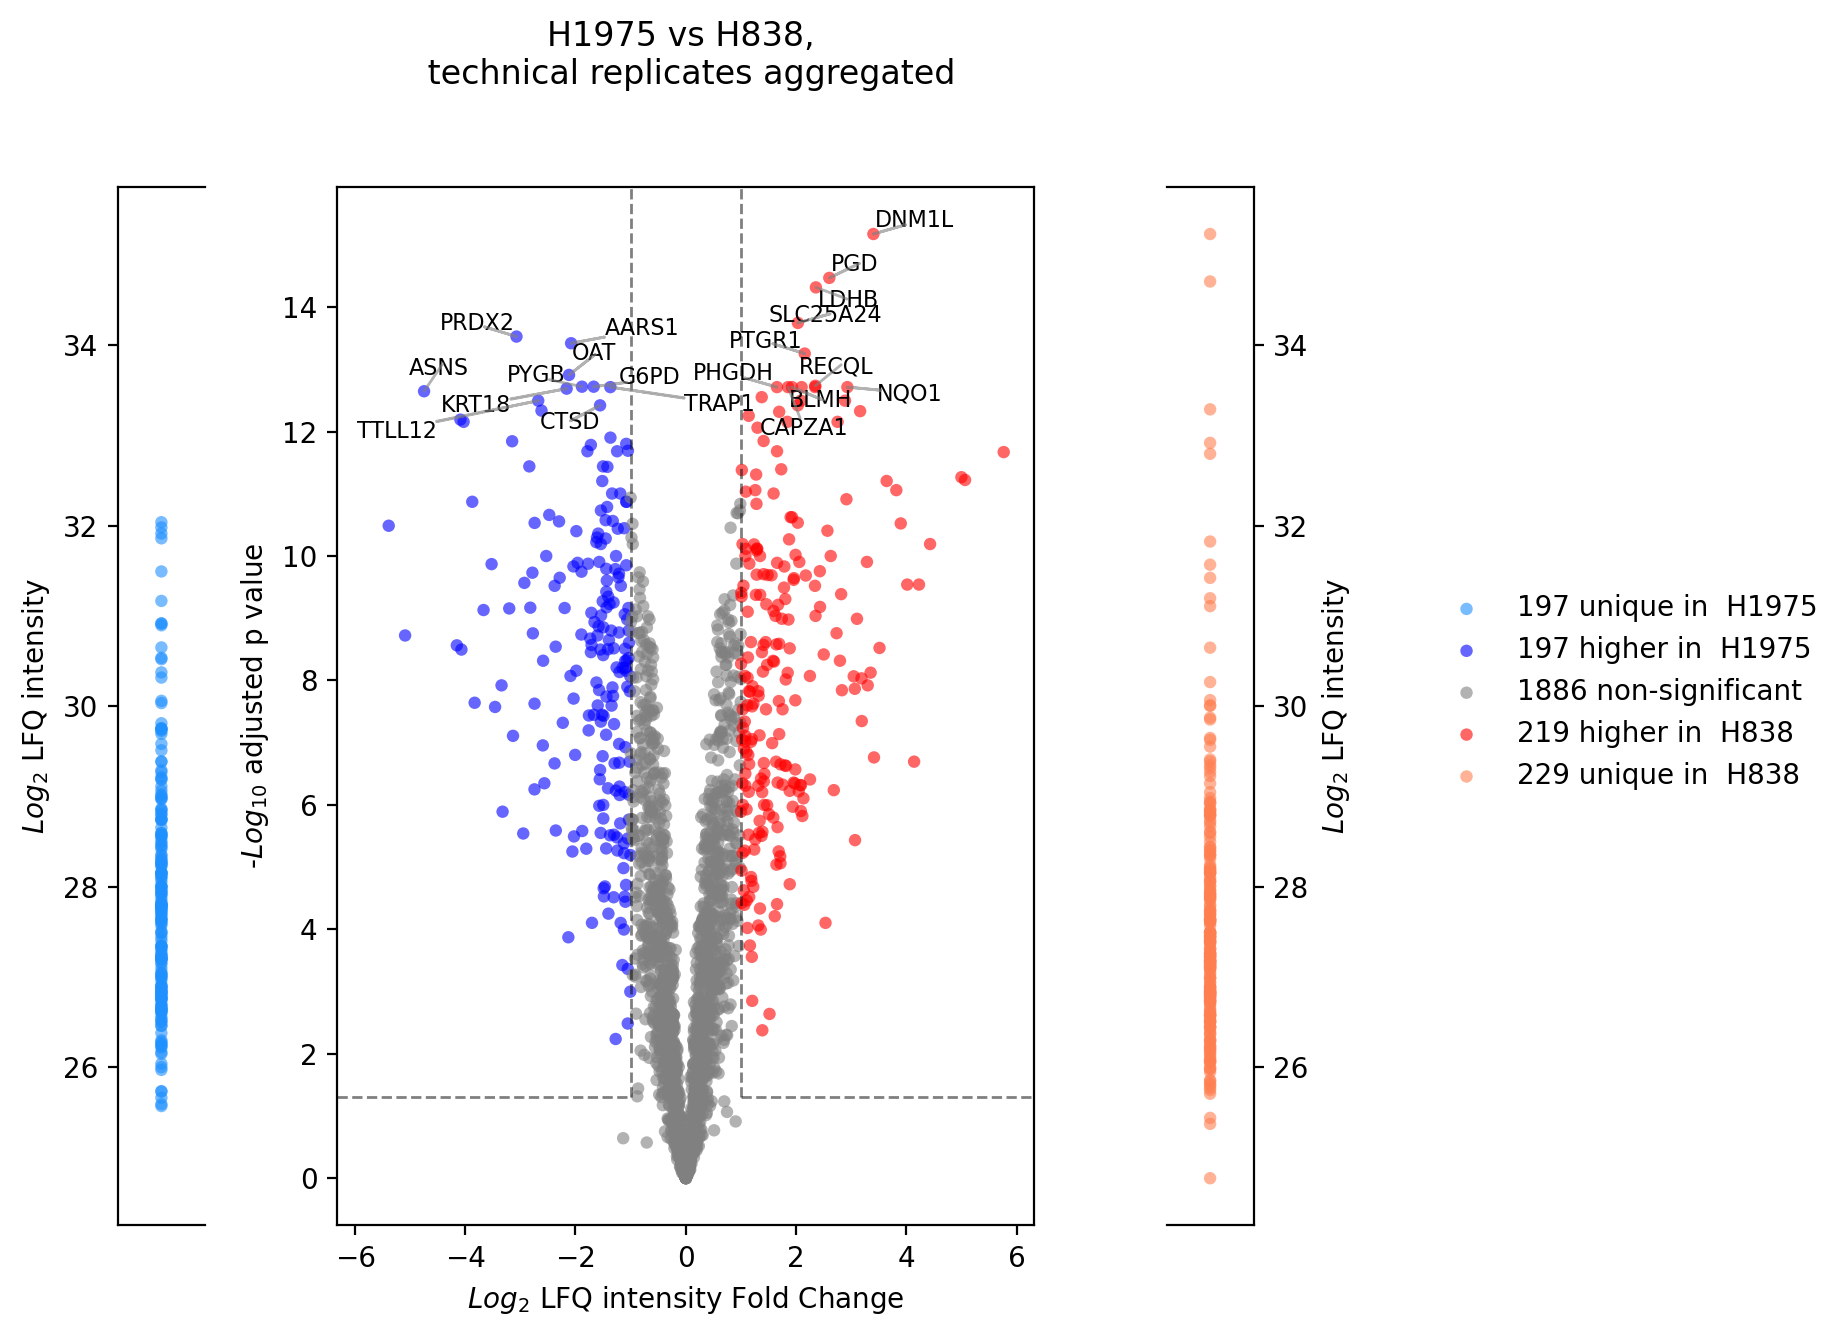 H1975 vs H838,
technical replicates aggregated
Log2 LFQ intensity
34
32
30
28
26
-Log10 adjusted p value
14
12
10
8
6
4
2
0
DNM1L
PGD
LDHB
SLC25A24
PRDX2
AARS1
PTGR1
OAT
ASNS
PYGB
G6PD
PHGDH
RECQL
KRT18
TRAP1
BLMH
NQO1
TTLL12
CTSD
CAPZA1
−6 −4 −2 0 2 4 6
Log2 LFQ intensity Fold Change
34
32
30
28
26
Log2 LFQ intensity
197 unique in  H1975
197 higher in  H1975
1886 non-significant
219 higher in  H838
229 unique in  H838